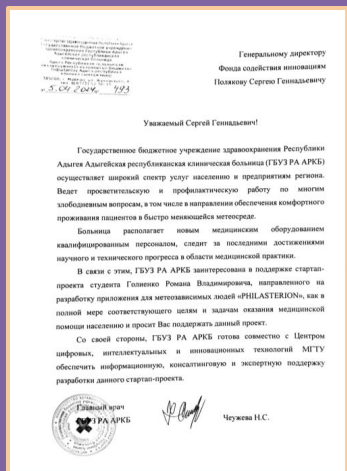 Генеральному директору
Фонда содействия инновациям
Полякову Сергею Геннадьевичу
5.04.2024 493
Уважаемый Сергей Геннадьевич!
Государственное бюджетное учреждение здравоохранения Республики
Адыгея Адыгейская республиканская клиническая больница (ГБУЗ РА АРКБ)
осуществляет широкий спектр услуг населению и предприятиям региона.
Ведет просветительскую и профилактическую работу по многим
злободневным вопросам, в том числе в направлении обеспечения комфортного
проживания пациентов в быстро меняющейся метеосреде.
Больница располагает новым медицинским оборудованием
квалифицированным персоналом, следит за последними достижениями
научного и технического прогресса в области медицинской практики.
В связи с этим, ГБУЗ РА АРКБ заинтересована в поддержке стартап-
проекта студента Голиенко Романа Владимировича, направленного на
разработку приложения для метеозависимых людей «PHILASTERION», как в
полной мере соответствующего целям и задачам оказания медицинской
помощи населению и просит Вас поддержать данный проект.
Со своей стороны, ГБУЗ РА АРКБ готова совместно с Центром
цифровых, интеллектуальных и инновационных технологий МГТУ
обеспечить информационную, консалтинговую и экспертную поддержку
разработки данного стартап-проекта.
Главный врач
ГБУЗ РА АРКБ
Чеужева Н.С.